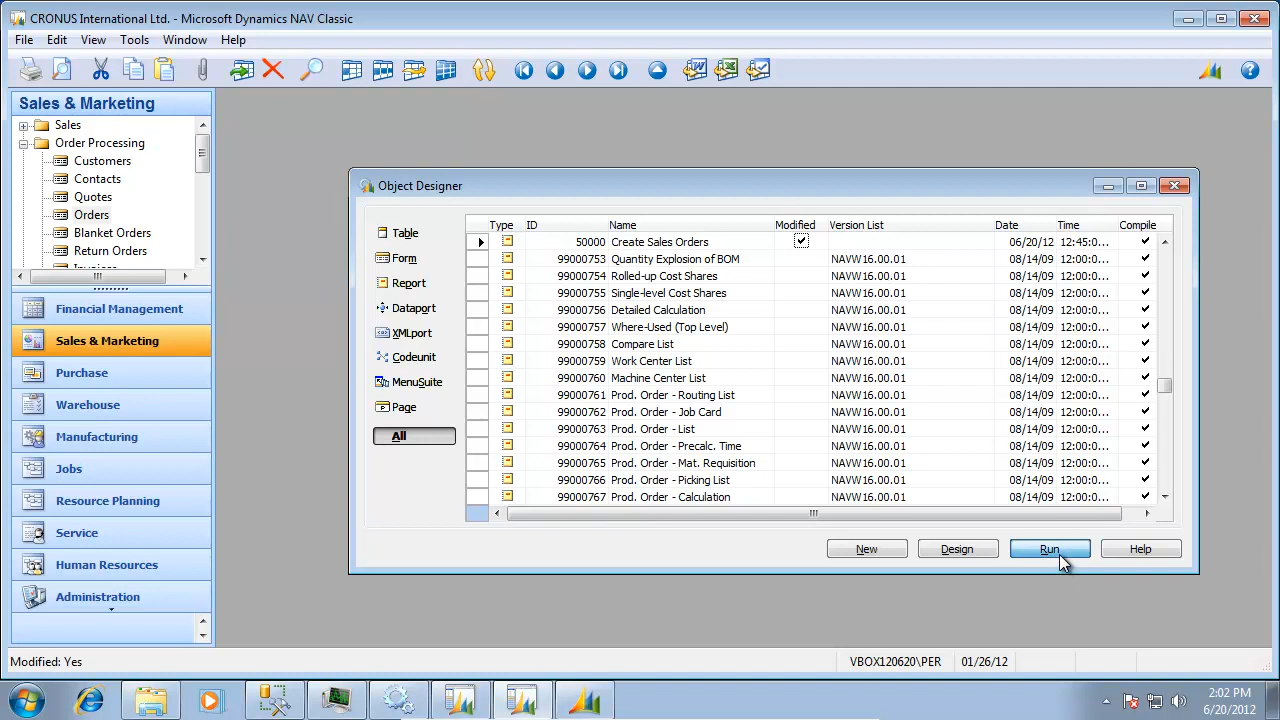 CRONUS International Ltd. - Microsoft Dynamics NAV Classic
File Edit View Tools Window Help
Sales & Marketing
Sales
Order Processing
Customers
Contacts
Quotes
Orders
Blanket Orders
Return Orders
Financial Management
Sales & Marketing
Purchase
Warehouse
Manufacturing
Jobs
Resource Planning
Service
Human Resources
Administration
Object Designer
Table
Form
Report
Dataport
XMLport
Codeunit
MenuSuite
Page
All
Type ID Name Modified Version List Date Time Compile
50000 Create Sales Orders 06/20/12 12:45:0...
99000753 Quantity Explosion of BOM NAVW16.00.01 08/14/09 12:00:0...
99000754 Rolled-up Cost Shares NAVW16.00.01 08/14/09 12:00:0...
99000755 Single-level Cost Shares NAVW16.00.01 08/14/09 12:00:0...
99000756 Detailed Calculation NAVW16.00.01 08/14/09 12:00:0...
99000757 Where-Used (Top Level) NAVW16.00.01 08/14/09 12:00:0...
99000758 Compare List NAVW16.00.01 08/14/09 12:00:0...
99000759 Work Center List NAVW16.00.01 08/14/09 12:00:0...
99000760 Machine Center List NAVW16.00.01 08/14/09 12:00:0...
99000761 Prod. Order - Routing List NAVW16.00.01 08/14/09 12:00:0...
99000762 Prod. Order - Job Card NAVW16.00.01 08/14/09 12:00:0...
99000763 Prod. Order - List NAVW16.00.01 08/14/09 12:00:0...
99000764 Prod. Order - Precalc. Time NAVW16.00.01 08/14/09 12:00:0...
99000765 Prod. Order - Mat. Requisition NAVW16.00.01 08/14/09 12:00:0...
99000766 Prod. Order - Picking List NAVW16.00.01 08/14/09 12:00:0...
99000767 Prod. Order - Calculation NAVW16.00.01 08/14/09 12:00:0...
New Design Run Help
Modified: Yes VBOX120620\PER 01/26/12
2:02 PM
6/20/2012